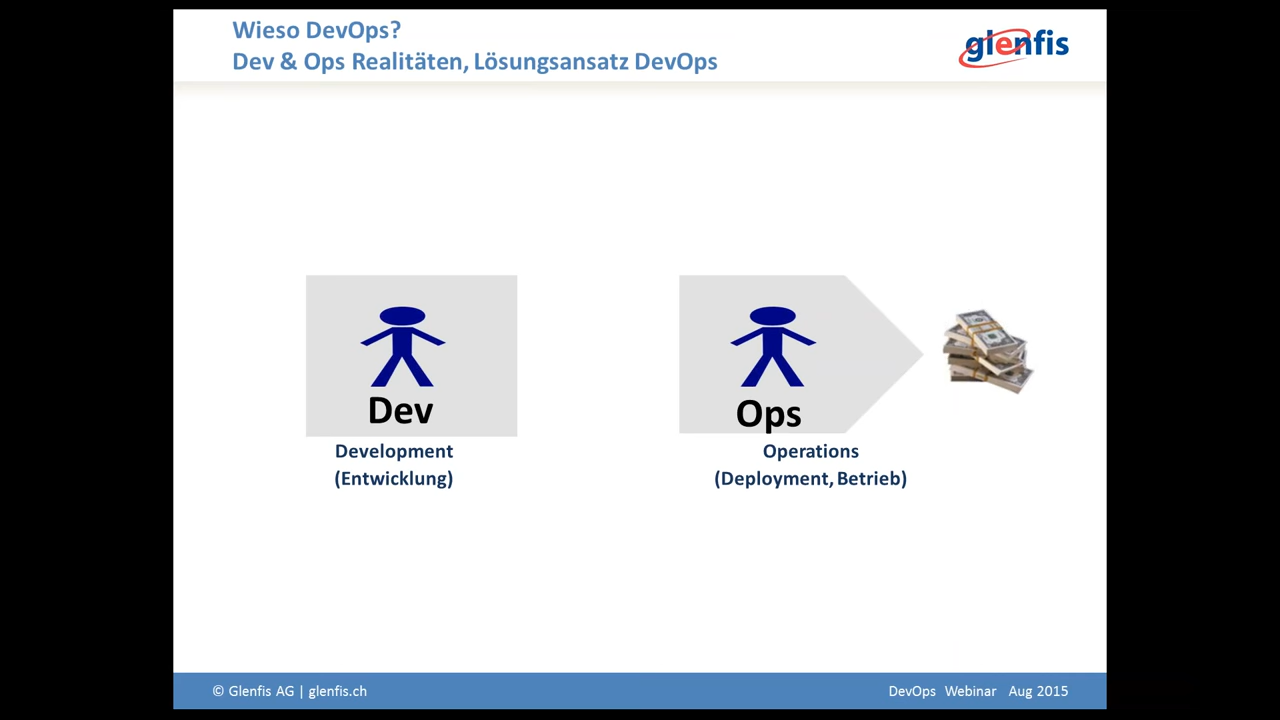 Wieso DevOps?
Dev & Ops Realitäten, Lösungsansatz DevOps
glenfis
Dev
Ops
Development
(Entwicklung)
Operations
(Deployment, Betrieb)
© Glenfis AG | glenfis.ch
DevOps Webinar Aug 2015